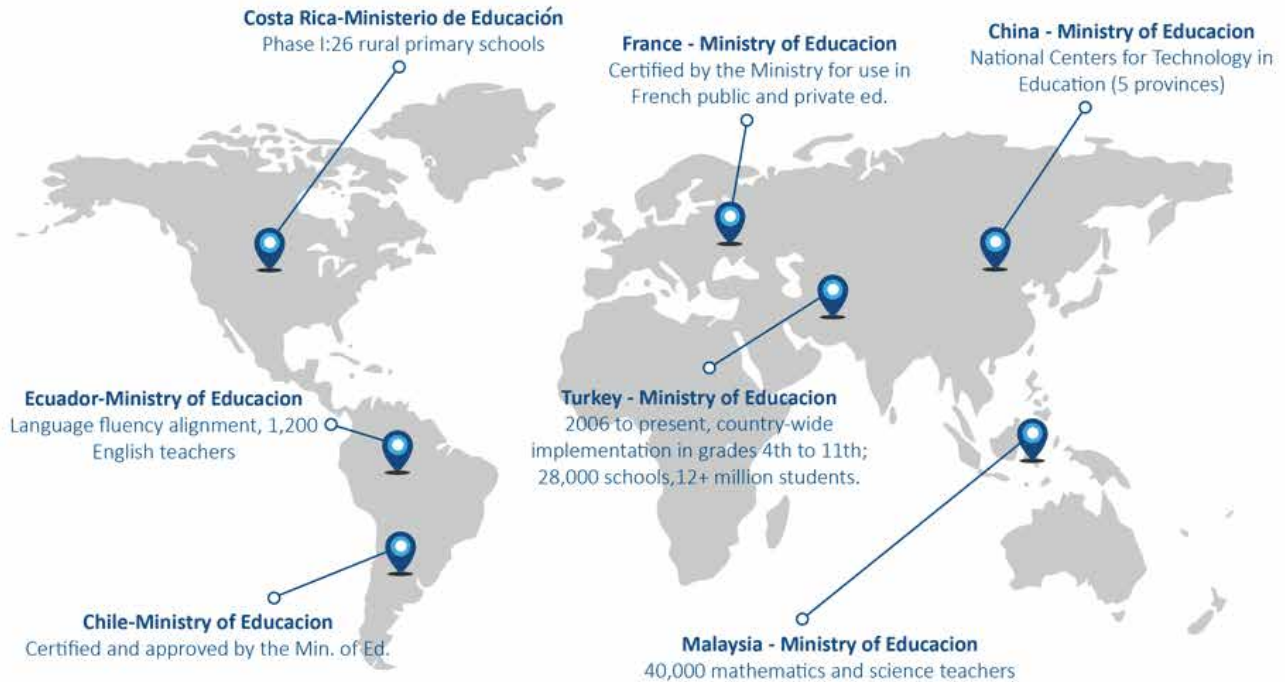 Costa Rica-Ministerio de Educación
Phase I:26 rural primary schools
France - Ministry of Educacion
Certified by the Ministry for use in
French public and private ed.
China - Ministry of Educacion
National Centers for Technology in
Education (5 provinces)
Ecuador-Ministry of Educacion
Language fluency alignment, 1,200
English teachers
Turkey - Ministry of Educacion
2006 to present, country-wide
implementation in grades 4th to 11th;
28,000 schools,12+ million students.
Chile-Ministry of Educacion
Certified and approved by the Min. of Ed.
Malaysia - Ministry of Educacion
40,000 mathematics and science teachers